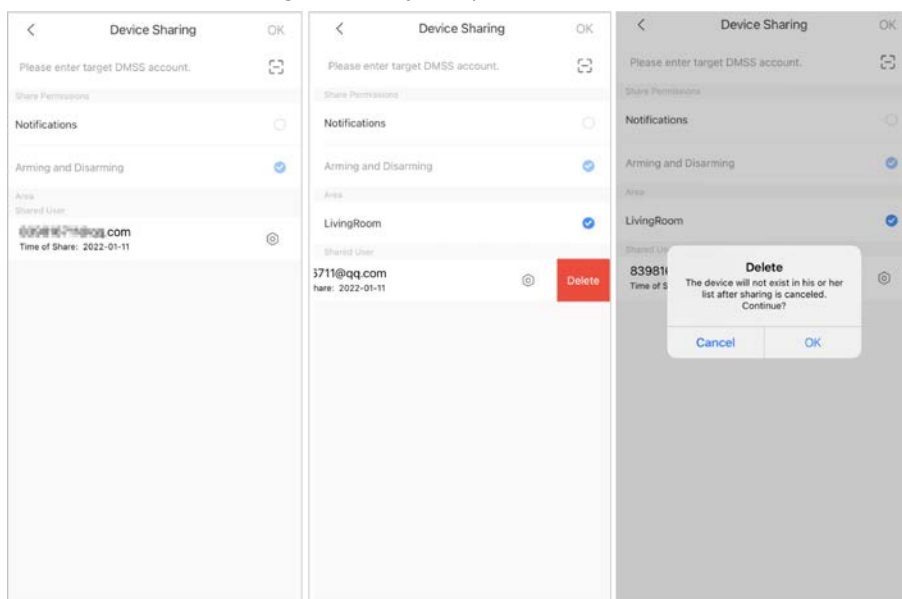 Device Sharing
OK
Please enter target DMSS account.
Share Permissions
Notifications
Arming and Disarming
Area
Shared User
.com
Time of Share: 2022-01-11
Device Sharing
OK
Please enter target DMSS account.
Share Permissions
Notifications
Arming and Disarming
Area
LivingRoom
Shared User
5711@qq.com
hare: 2022-01-11
Delete
Device Sharing
OK
Please enter target DMSS account.
Share Permissions
Notifications
Arming and Disarming
Area
LivingRoom
Shared Us
83981
Time of S
Delete
The device will not exist in his or her
list after sharing is canceled.
Continue?
Cancel
OK